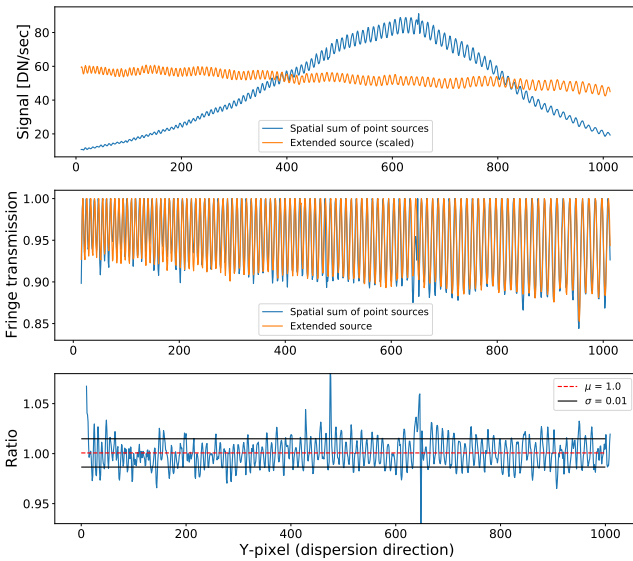 Signal [DN/sec]
80
60
40
20
Spatial sum of point sources
Extended source (scaled)
0 200 400 600 800 1000
Fringe transmission
1.00
0.95
0.90
0.85
Spatial sum of point sources
Extended source
0 200 400 600 800 1000
Ratio
1.05
1.00
0.95
μ = 1.0
σ = 0.01
0 200 400 600 800 1000
Y-pixel (dispersion direction)